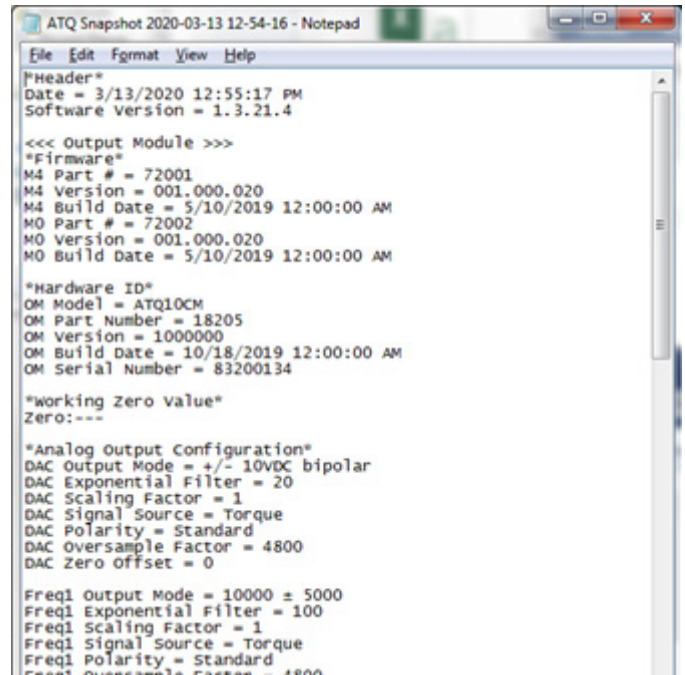 ATQ Snapshot 2020-03-13 12-54-16 - Notepad
File Edit Format View Help
*Header*
Date = 3/13/2020 12:55:17 PM
Software Version = 1.3.21.4
<<< Output Module >>>
*Firmware*
M4 Part # = 72001
M4 Version = 001.000.020
M4 Build Date = 5/10/2019 12:00:00 AM
M0 Part # = 72002
M0 Version = 001.000.020
M0 Build Date = 5/10/2019 12:00:00 AM
*Hardware ID*
OM Model = ATQ10CM
OM Part Number = 18205
OM Version = 1000000
OM Build Date = 10/18/2019 12:00:00 AM
OM Serial Number = 83200134
*Working Zero Value*
Zero:---
*Analog Output Configuration*
DAC Output Mode = +/- 10VDC bipolar
DAC Exponential Filter = 20
DAC Scaling Factor = 1
DAC Signal Source = Torque
DAC Polarity = Standard
DAC Oversample Factor = 4800
DAC Zero Offset = 0
Freq1 Output Mode = 10000 ± 5000
Freq1 Exponential Filter = 100
Freq1 Scaling Factor = 1
Freq1 Signal Source = Torque
Freq1 Polarity = Standard
Freq1 Oversample Factor = 4800